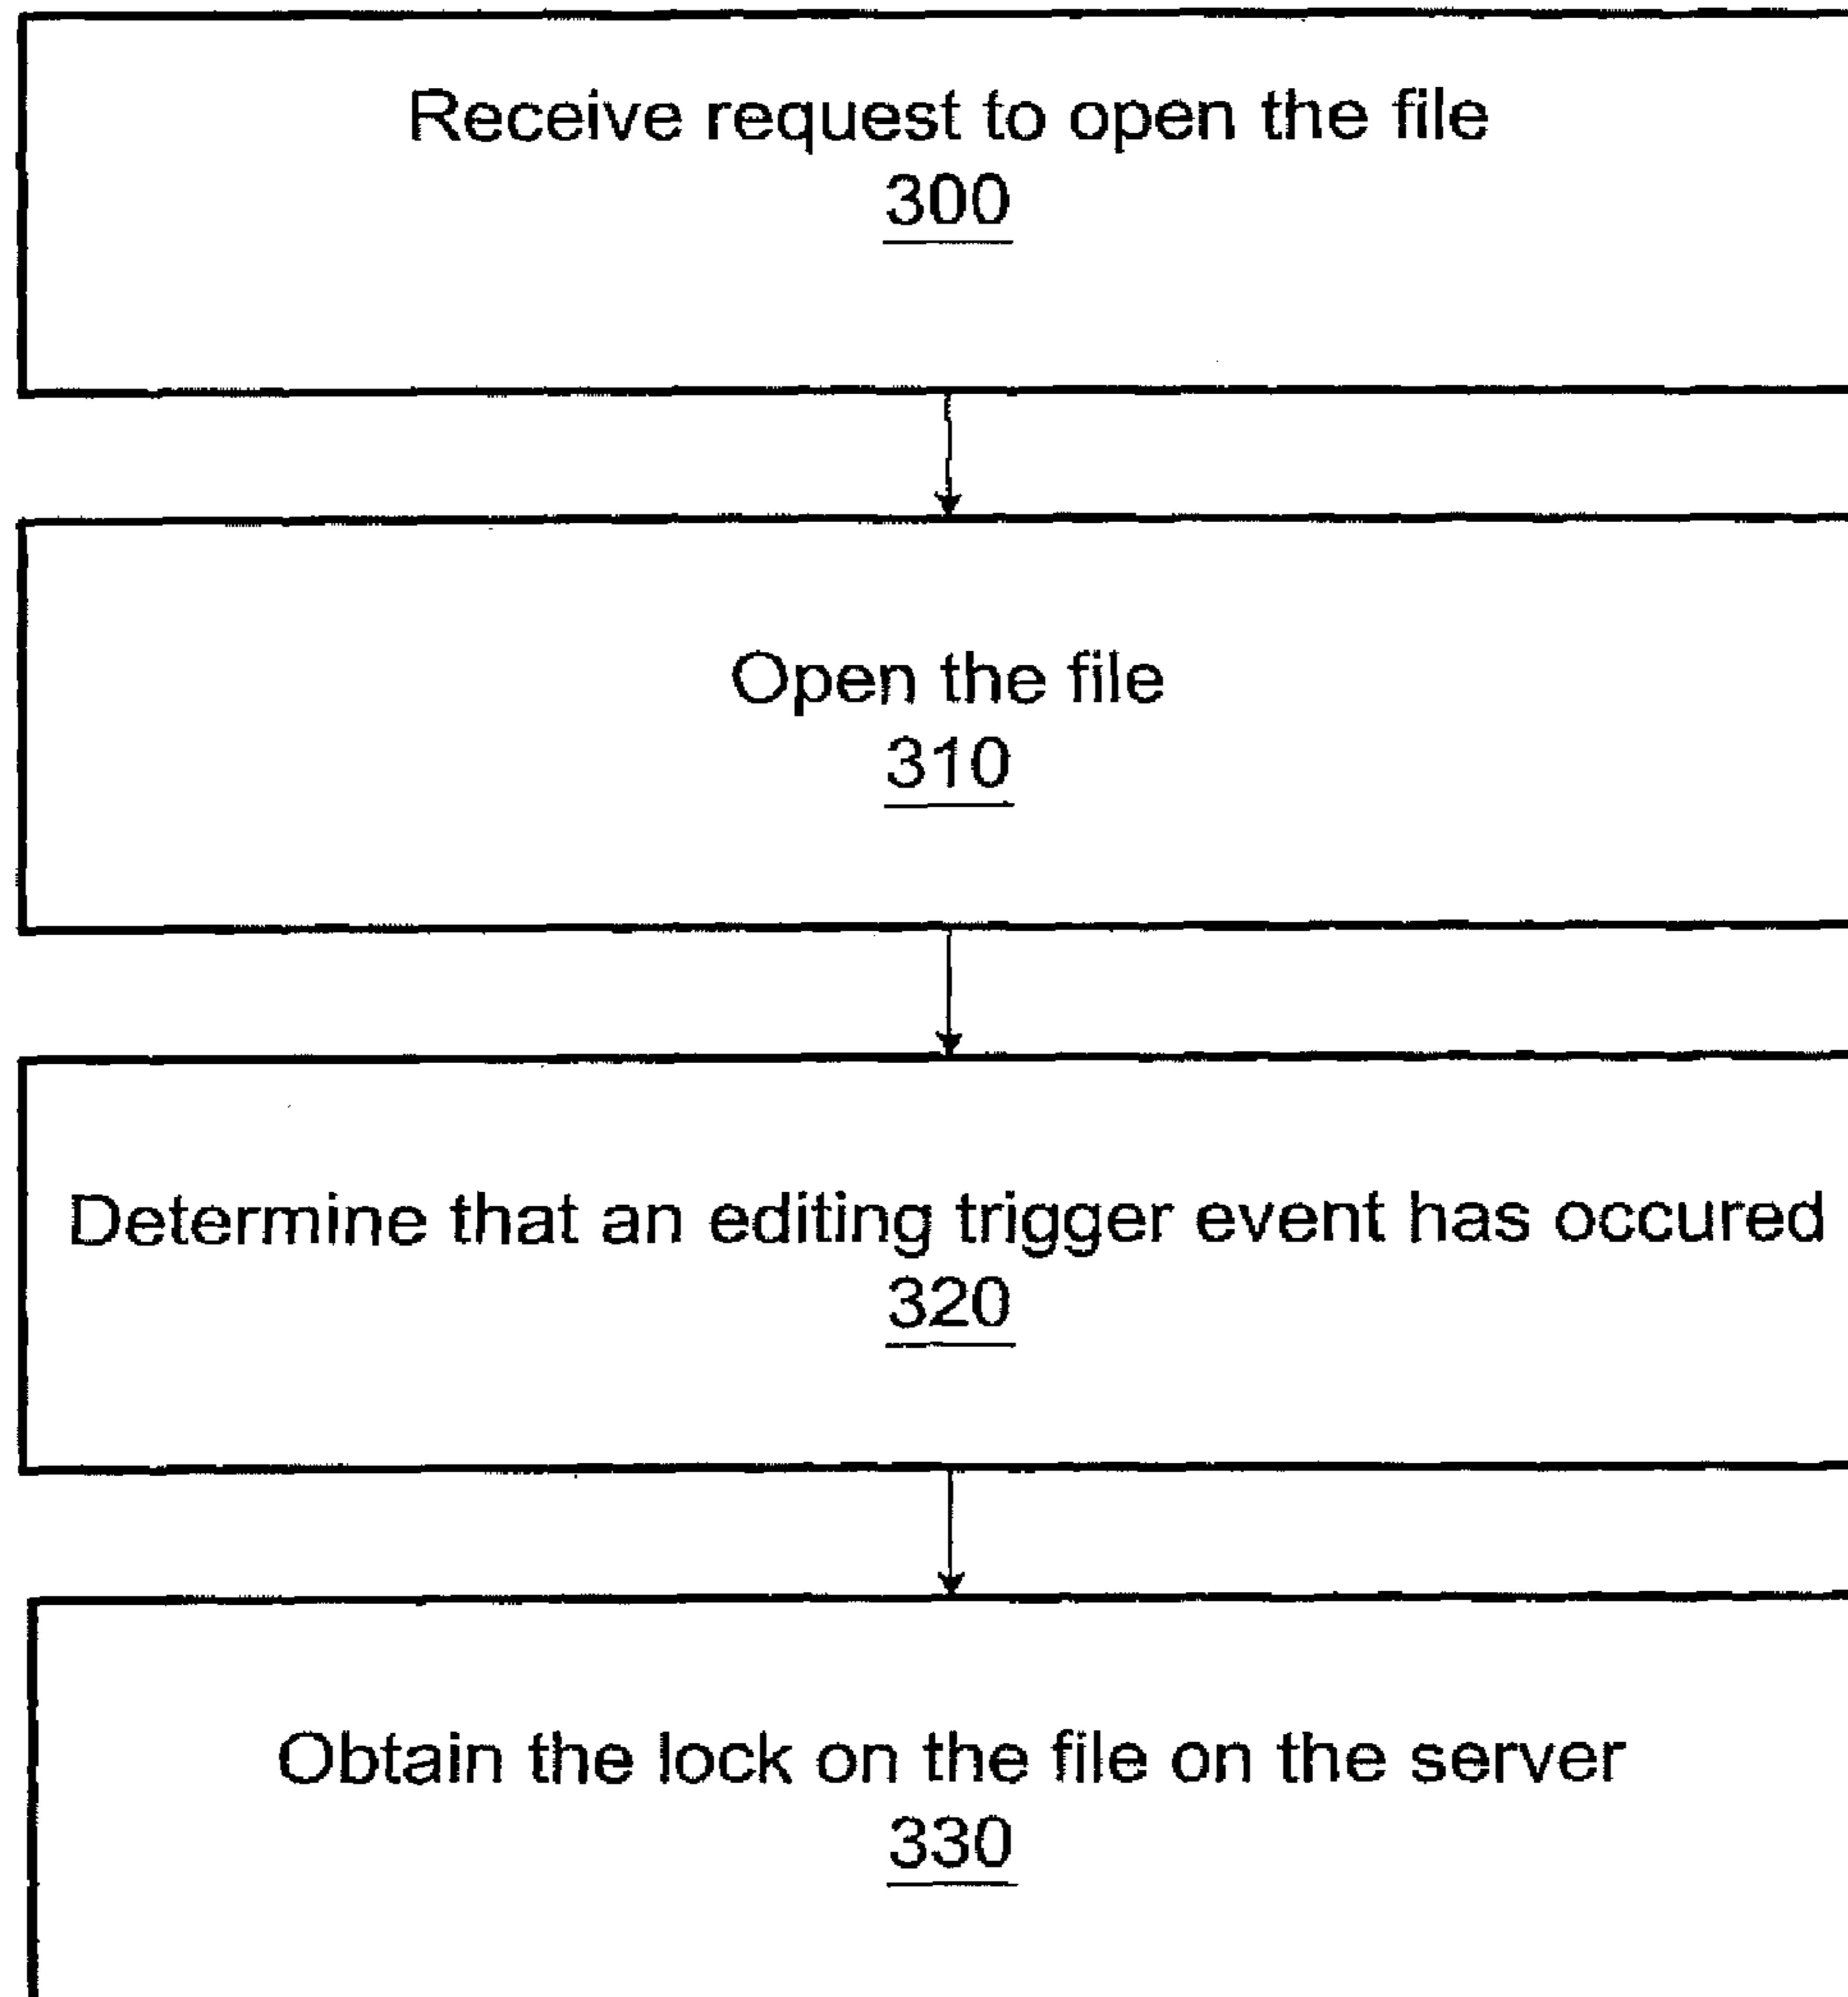 Receive request to open the file
300
Open the file
310
Determine that an editing trigger event has occured
320
Obtain the lock on the file on the server
330